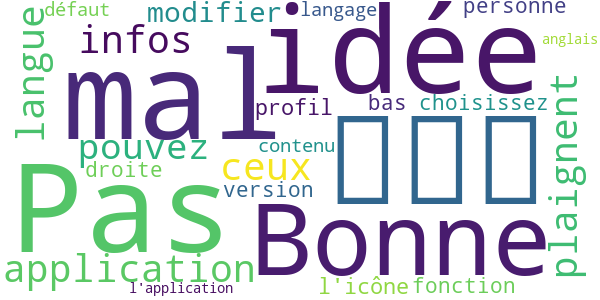 défaut modifier langage personne
langue infos mal idée anglais
profil bas choisissez
pouvez contenu plaignent
droite ceux version
Pas Bonne
application l'icône fonction
l'application